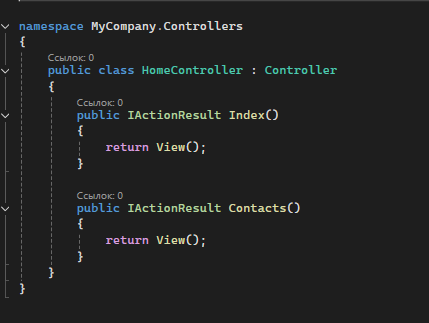 namespace MyCompany.Controllers
{
Ссылок: 0
public class HomeController : Controller
{
Ссылок: 0
public IActionResult Index()
{
return View();
}
Ссылок: 0
public IActionResult Contacts()
{
return View();
}
}
}